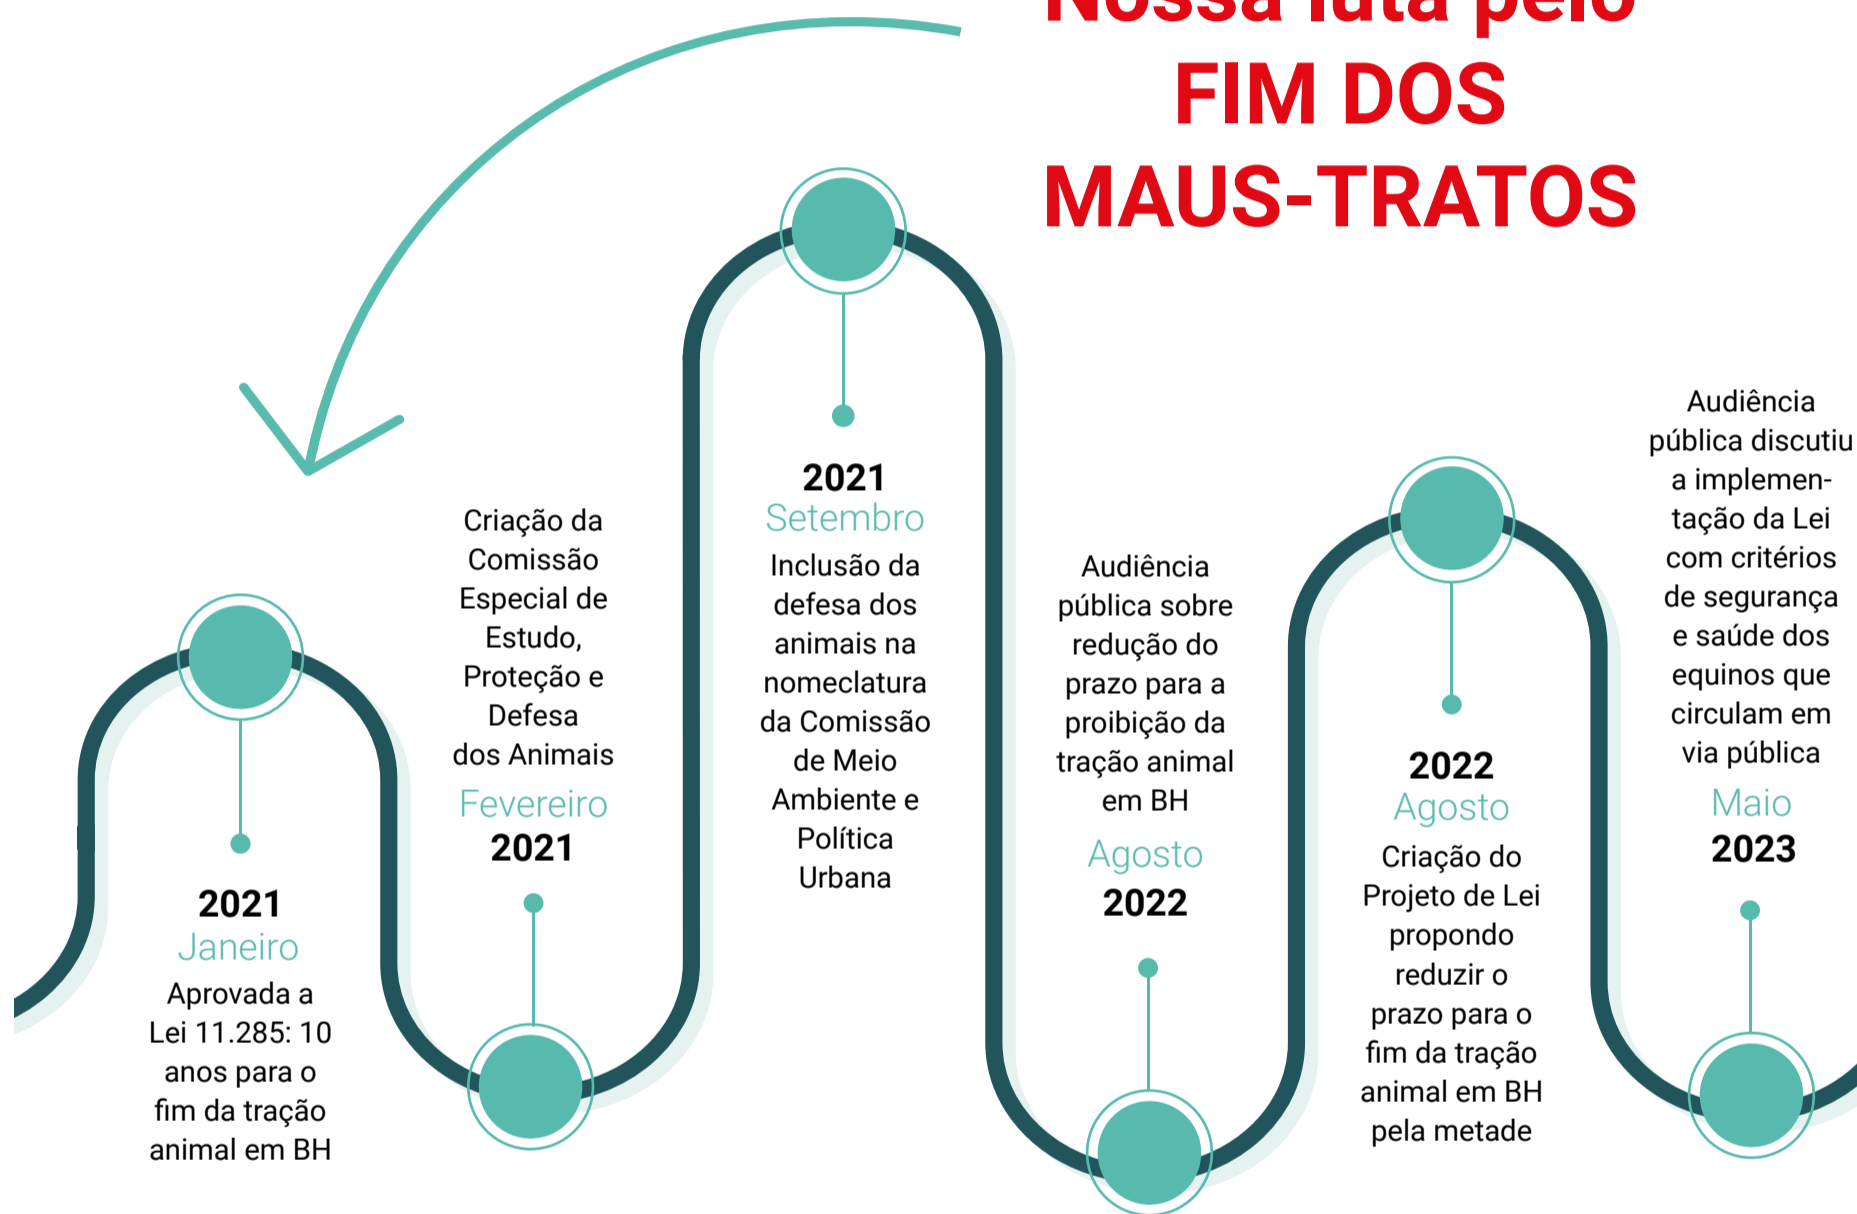 Nossa luta pelo
FIM DOS
MAUS-TRATOS
2021
Janeiro
Aprovada a
Lei 11.285: 10
anos para o
fim da tração
animal em BH
Criação da
Comissão
Especial de
Estudo,
Proteção e
Defesa
dos Animais
Fevereiro
2021
2021
Setembro
Inclusão da
defesa dos
animais na
nomeclatura
da Comissão
de Meio
Ambiente e
Política
Urbana
Audiência
pública sobre
redução do
prazo para a
proibição da
tração animal
em BH
Agosto
2022
2022
Agosto
Criação do
Projeto de Lei
propondo
reduzir o
prazo para o
fim da tração
animal em BH
pela metade
Audiência
pública discutiu
a implemen-
tação da Lei
com critérios
de segurança
e saúde dos
equinos que
circulam em
via pública
Maio
2023